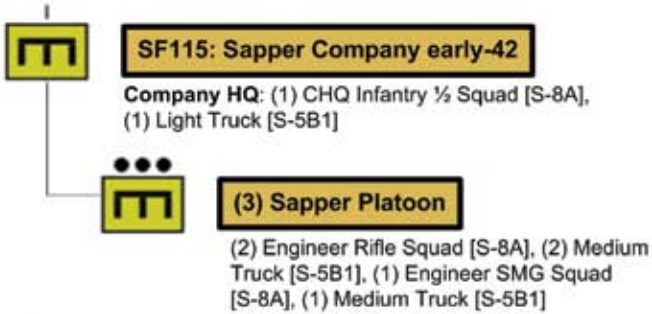 SF115: Sapper Company early-42
Company HQ: (1) CHQ Infantry ½ Squad [S-8A],
(1) Light Truck [S-5B1]
(3) Sapper Platoon
(2) Engineer Rifle Squad [S-8A], (2) Medium
Truck [S-5B1], (1) Engineer SMG Squad
[S-8A], (1) Medium Truck [S-5B1]